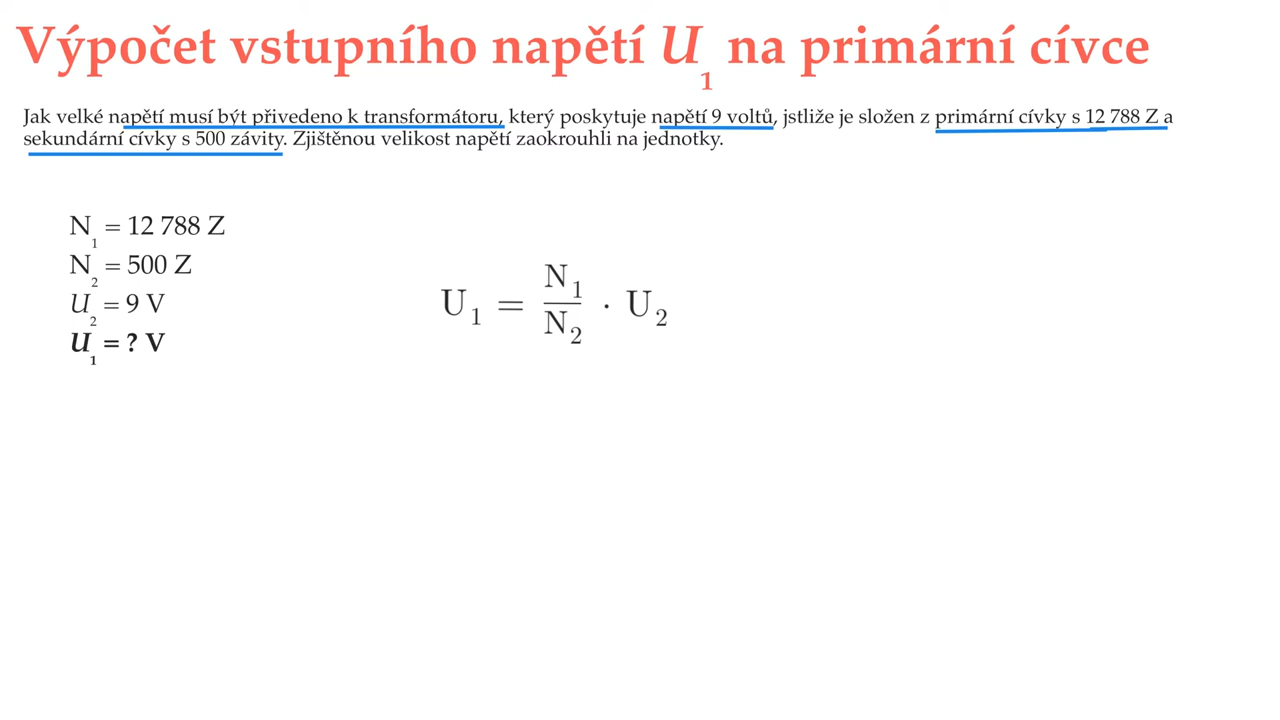 Výpočet vstupního napětí U₁ na primární cívce
Jak velké napětí musí být přivedeno k transformátoru, který poskytuje napětí 9 voltů, jstliže je složen z primární cívky s 12 788 Z a
sekundární cívky s 500 závity. Zjištěnou velikost napětí zaokrouhli na jednotky.
N₁ = 12 788 Z
N₂ = 500 Z
U₂ = 9 V
U₁ = ? V
U₁ = N₁/N₂ · U₂